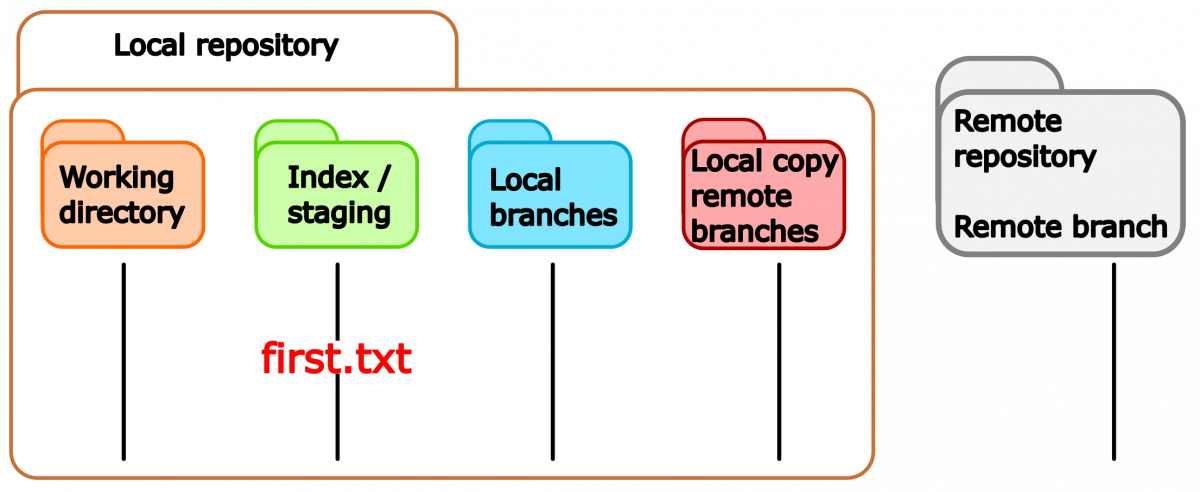 Local repository
Working
directory
Index /
staging
Local
branches
Local copy
remote
branches
Remote
repository
Remote branch
first.txt